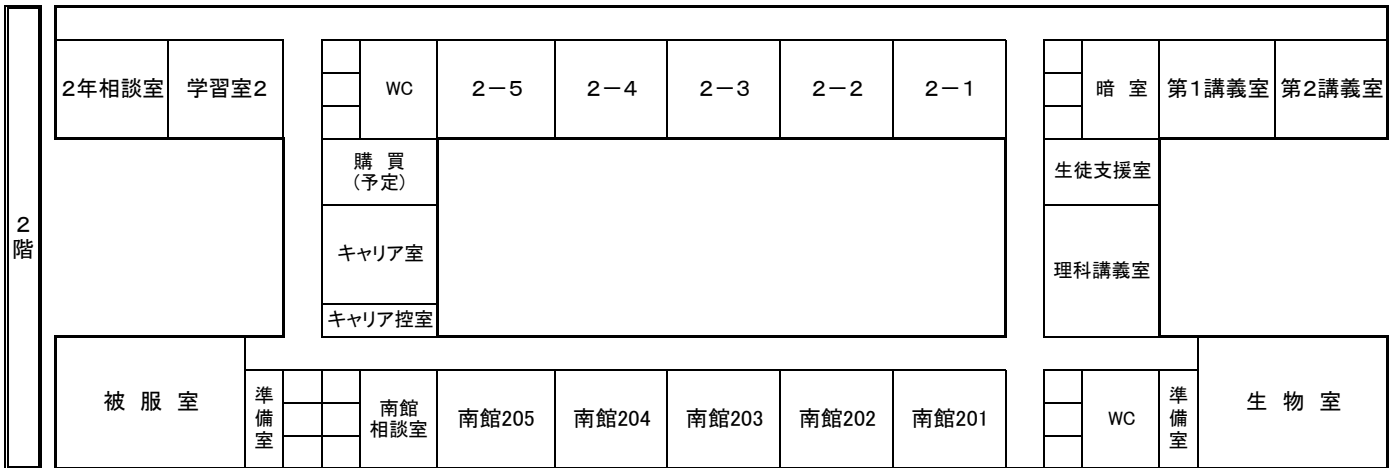 2階
2年相談室
学習室2
WC
2－5
2－4
2－3
2－2
2－1
暗 室
第1講義室
第2講義室
購 買
(予定)
生徒支援室
キャリア室
理科講義室
キャリア控室
被 服 室
準備室
南館
相談室
南館205
南館204
南館203
南館202
南館201
WC
準備室
生 物 室